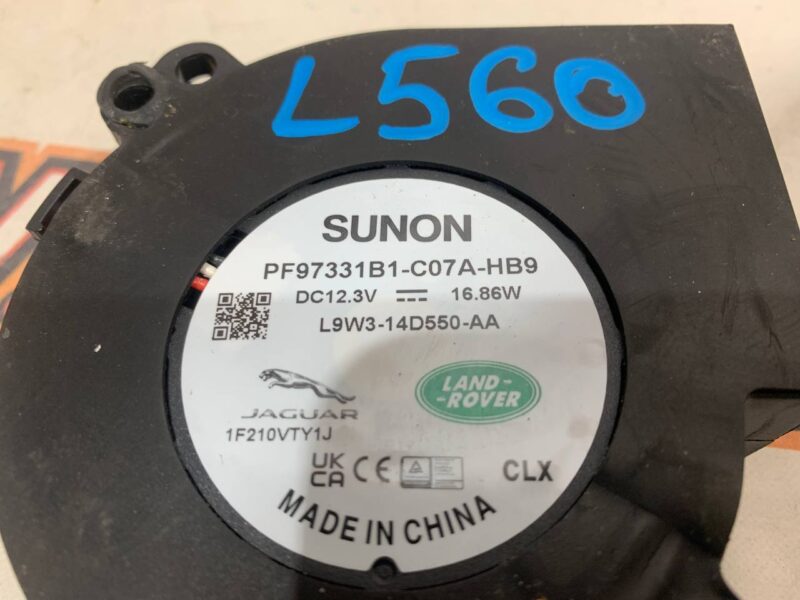 L560
SUNON
PF97331B1-C07A-HB9
DC12.3V 16.86W
L9W3-14D550-AA
JAGUAR
LAND-
-ROVER
1F210VTY1J
UK
CA
CE
CLX
MADE IN CHINA